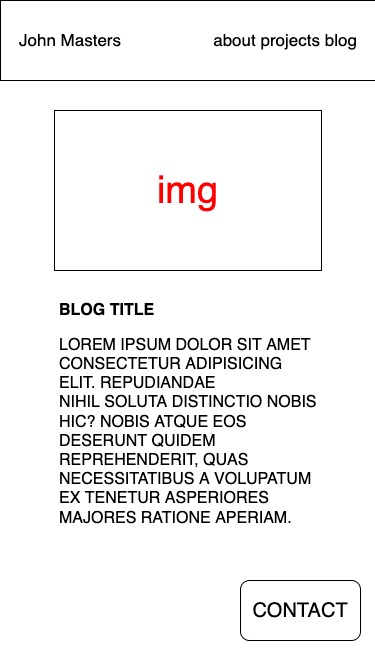 John Masters
about projects blog
img
BLOG TITLE
LOREM IPSUM DOLOR SIT AMET
CONSECTETUR ADIPISICING
ELIT. REPUDIANDAE
NIHIL SOLUTA DISTINCTIO NOBIS
HIC? NOBIS ATQUE EOS
DESERUNT QUIDEM
REPREHENDERIT, QUAS
NECESSITATIBUS A VOLUPATUM
EX TENETUR ASPERIORES
MAJORES RATIONE APERIAM.
CONTACT